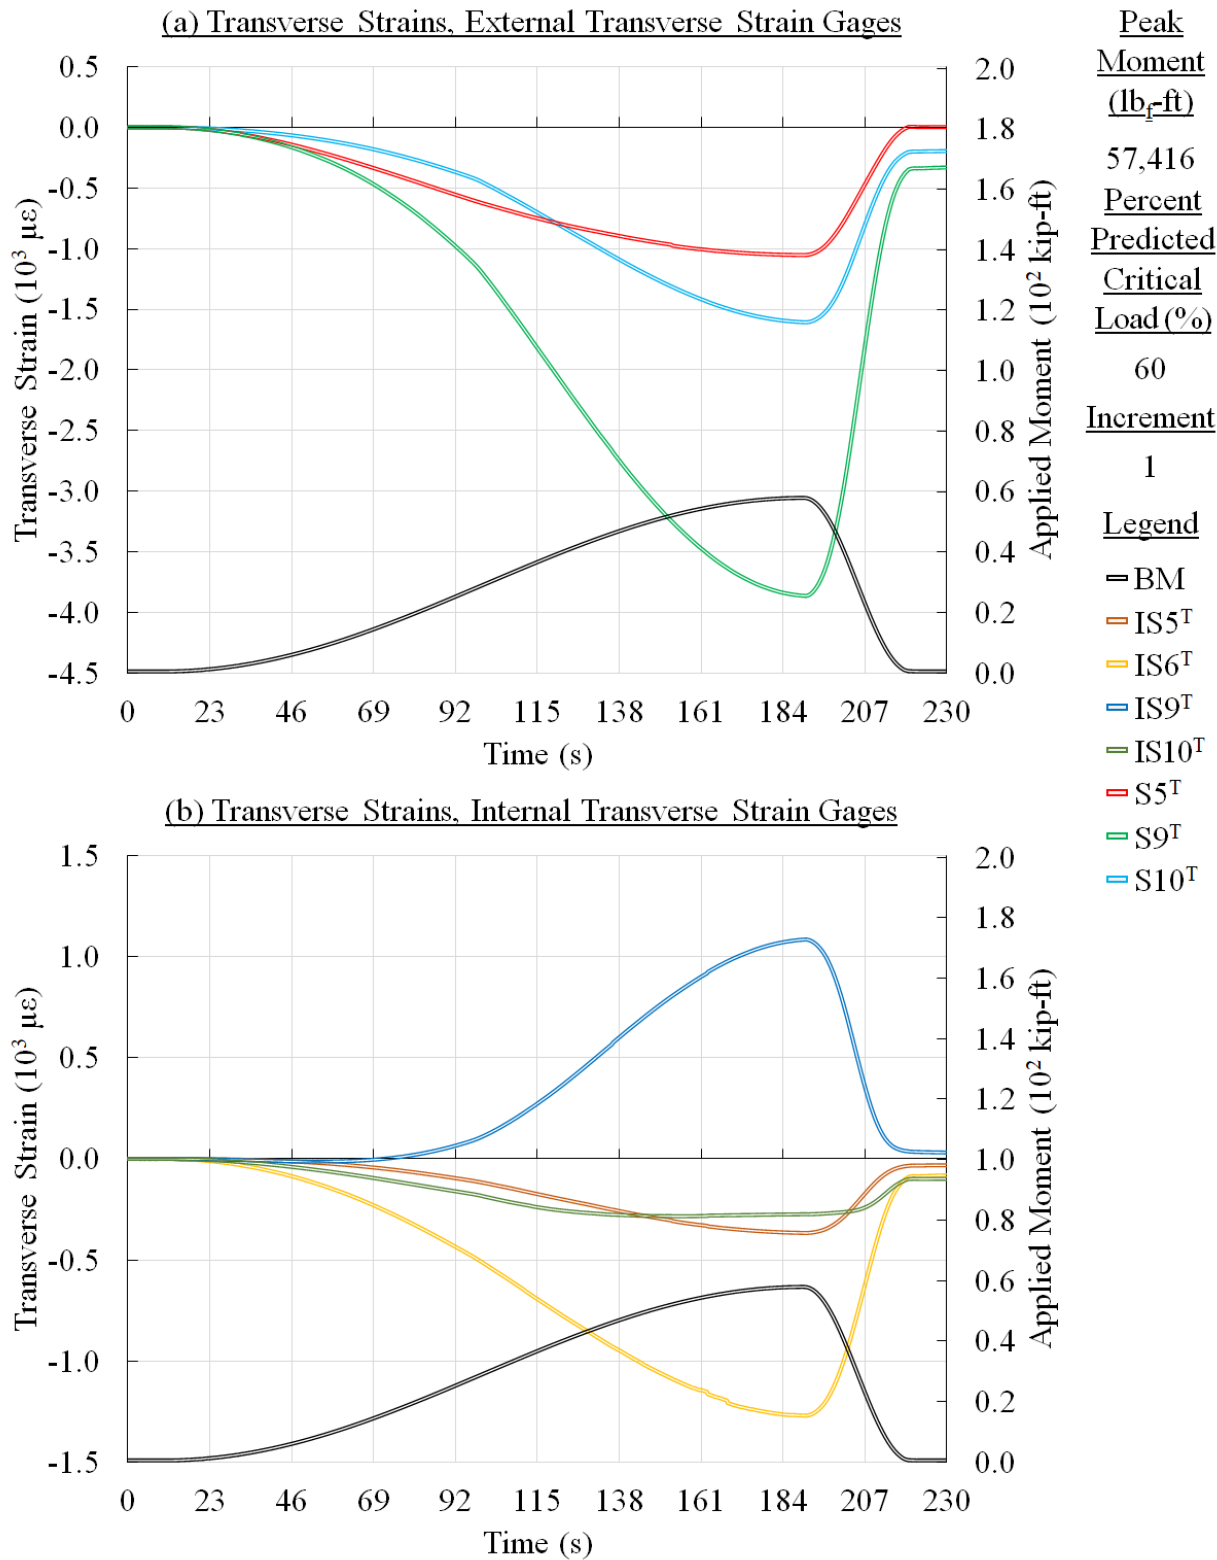 (a) Transverse Strains, External Transverse Strain Gages
0.5
0.0
-0.5
-1.0
-1.5
-2.0
-2.5
-3.0
-3.5
-4.0
-4.5
Transverse Strain (10³ με)
2.0
1.8
1.6
1.4
1.2
1.0
0.8
0.6
0.4
0.2
0.0
Applied Moment (10² kip-ft)
0 23 46 69 92 115 138 161 184 207 230
Time (s)
(b) Transverse Strains, Internal Transverse Strain Gages
1.5
1.0
0.5
0.0
-0.5
-1.0
-1.5
Transverse Strain (10³ με)
2.0
1.8
1.6
1.4
1.2
1.0
0.8
0.6
0.4
0.2
0.0
Applied Moment (10² kip-ft)
0 23 46 69 92 115 138 161 184 207 230
Time (s)
Peak
Moment
(lb_f-ft)
57,416
Percent
Predicted
Critical
Load (%)
60
Increment
1
Legend
BM
IS5ᵀ
IS6ᵀ
IS9ᵀ
IS10ᵀ
S5ᵀ
S9ᵀ
S10ᵀ